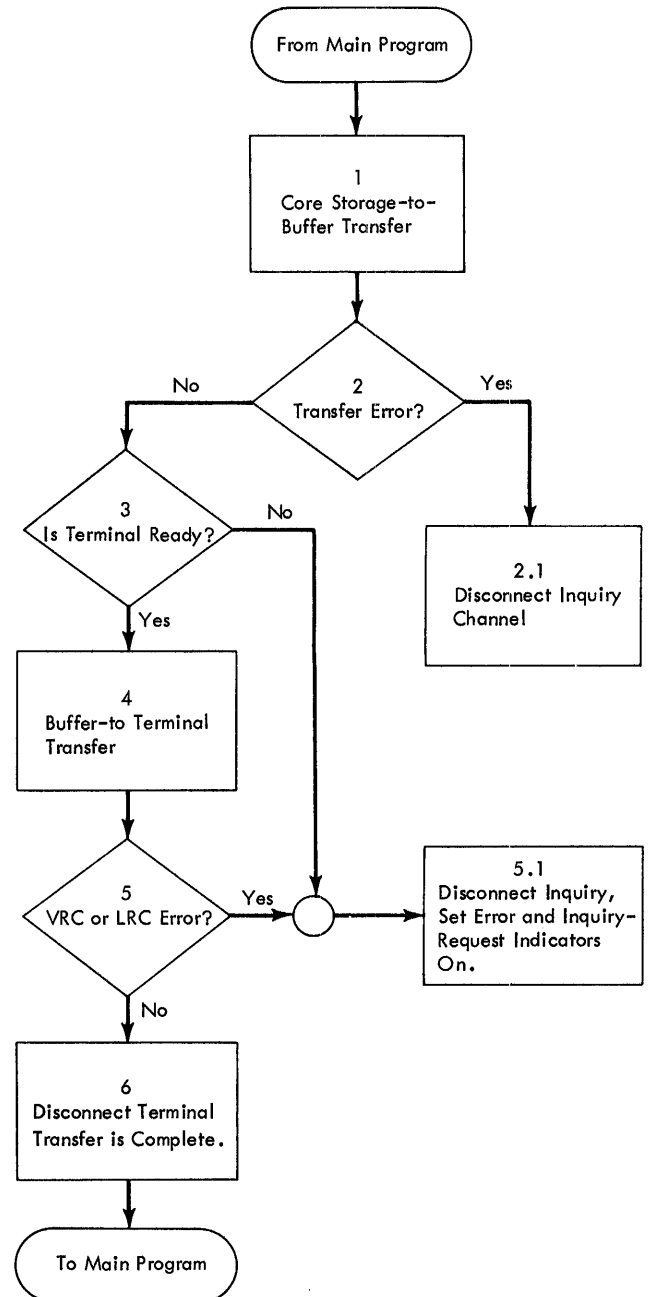 From Main Program
1
Core Storage-to-
Buffer Transfer
2
Transfer Error?
No
Yes
3
Is Terminal Ready?
No
Yes
2.1
Disconnect Inquiry
Channel
4
Buffer-to Terminal
Transfer
5
VRC or LRC Error?
Yes
No
5.1
Disconnect Inquiry,
Set Error and Inquiry-
Request Indicators
On.
6
Disconnect Terminal
Transfer is Complete.
To Main Program